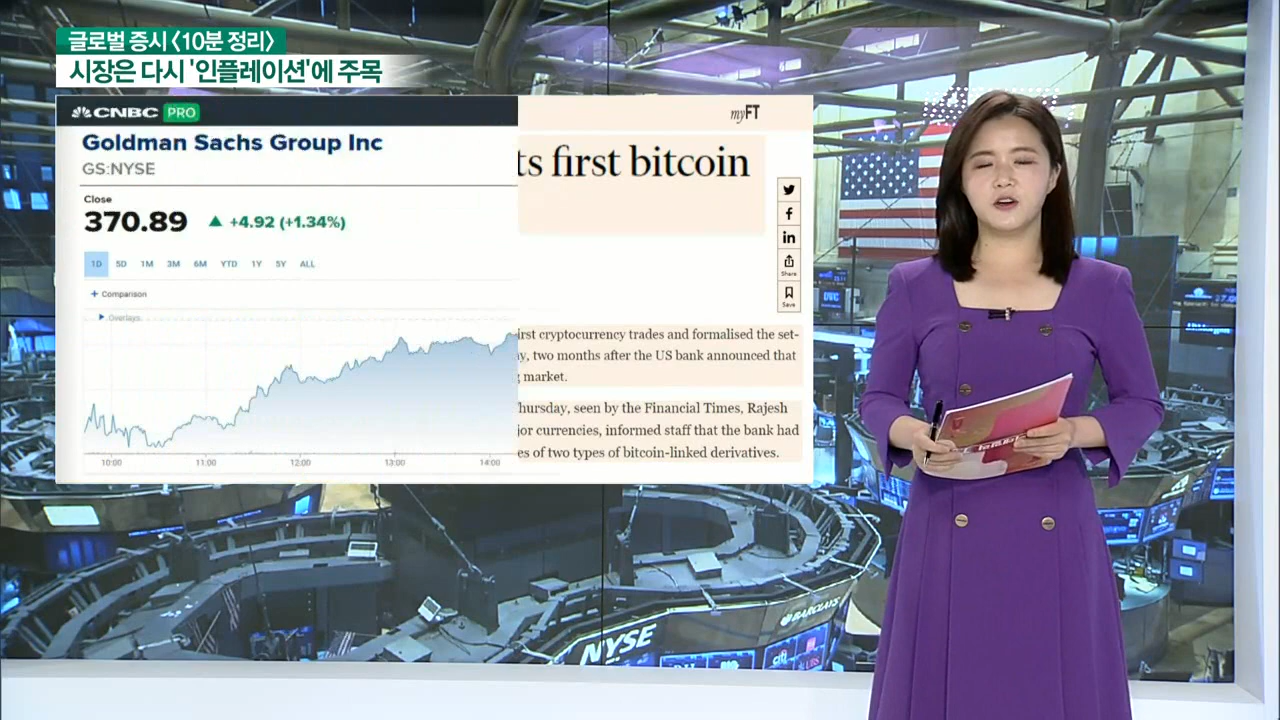 글로벌 증시 <10분 정리>
시장은 다시 '인플레이션'에 주목
CNBC PRO
Goldman Sachs Group Inc
GS:NYSE
Close
370.89 ▲ +4.92 (+1.34%)
1D 5D 1M 3M 6M YTD 1Y 5Y ALL
+ Comparison
Overlays:
10:00 11:00 12:00 13:00 14:00
myFT
ts first bitcoin
Share
Save
irst cryptocurrency trades and formalised the set-
y, two months after the US bank announced that
g market.
Thursday, seen by the Financial Times, Rajesh
jor currencies, informed staff that the bank had
es of two types of bitcoin-linked derivatives.
NYSE
BARCLAYS
citi
UBS